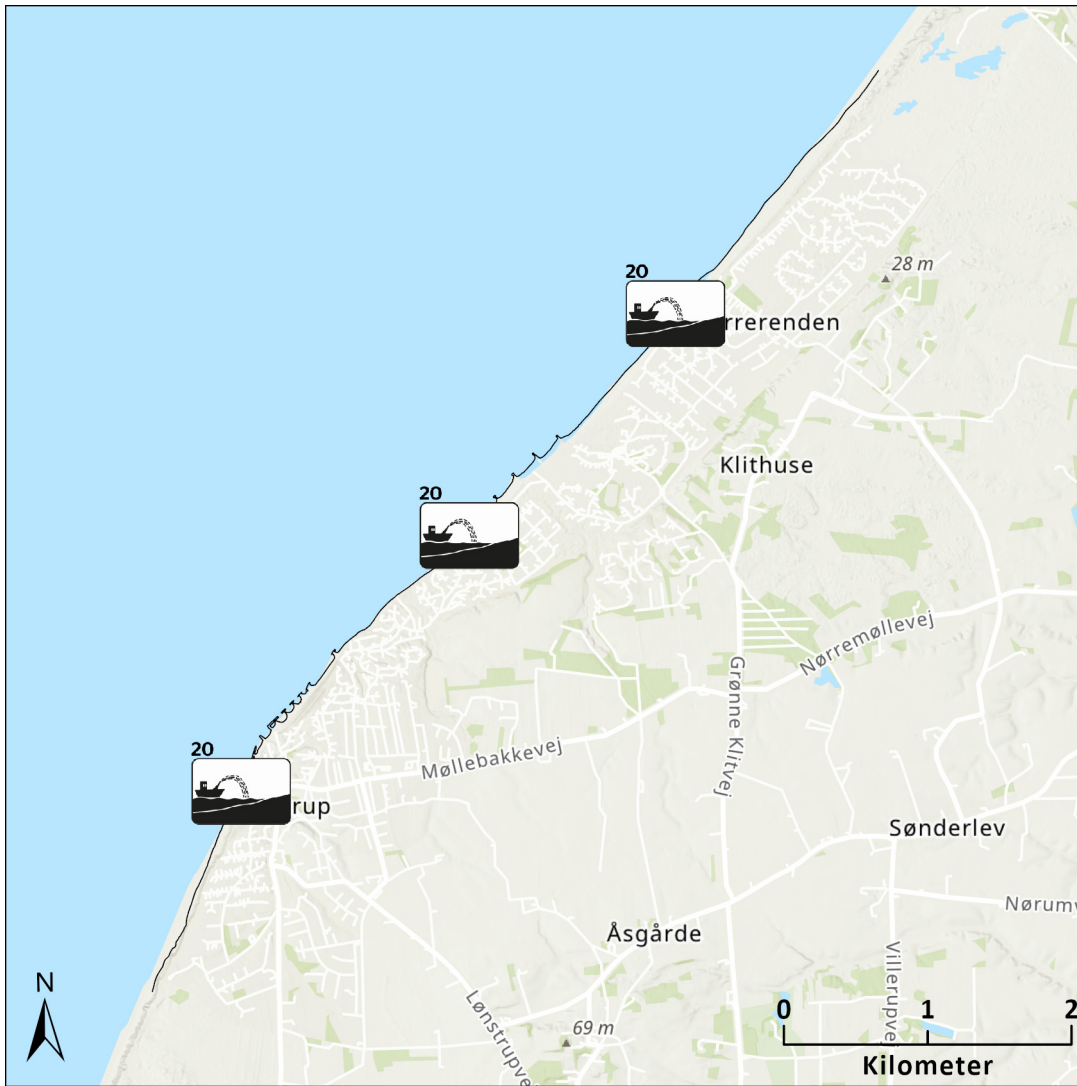 28 m
20
rrerenden
Klithuse
20
Nørremøllevej
Grønne Klitvej
20
Møllebakkevej
rup
Sønderlev
Nørumv
Åsgårde
Villerupvej
Lønstrupve
69 m
N
0 1 2
Kilometer